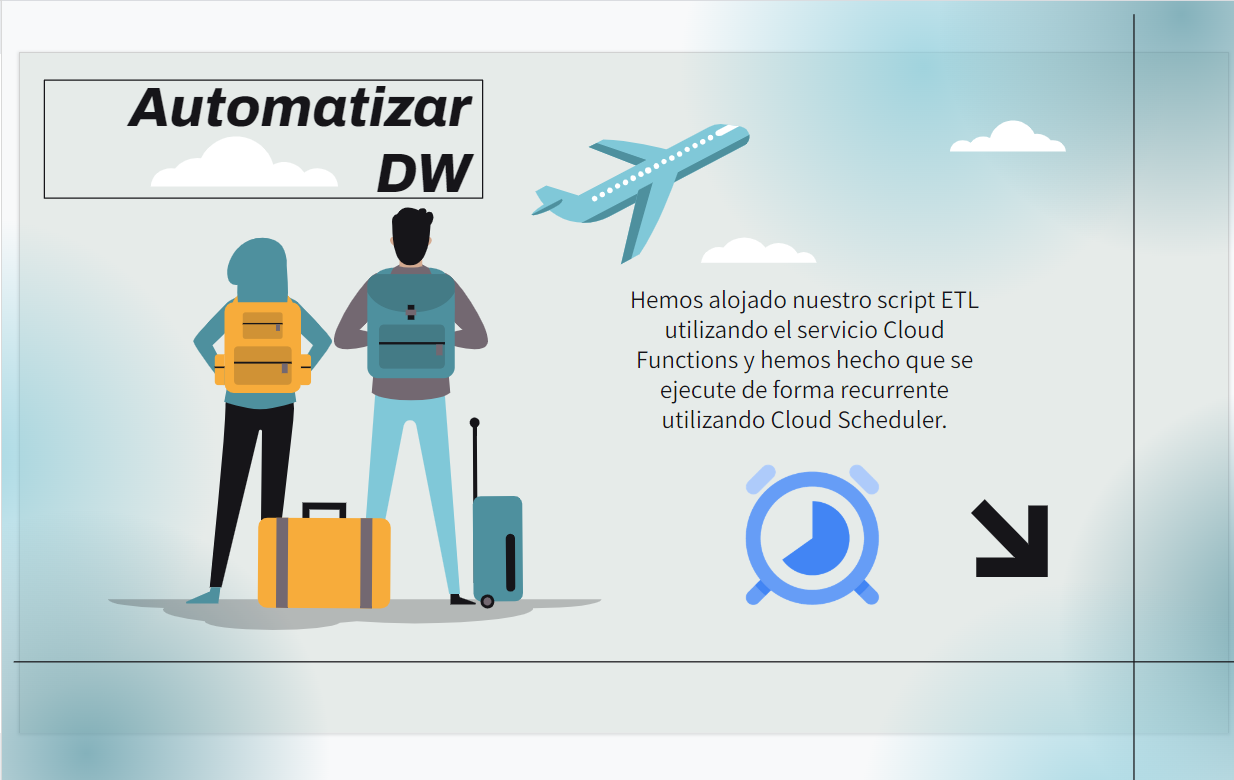 Automatizar
DW
Hemos alojado nuestro script ETL
utilizando el servicio Cloud
Functions y hemos hecho que se
ejecute de forma recurrente
utilizando Cloud Scheduler.